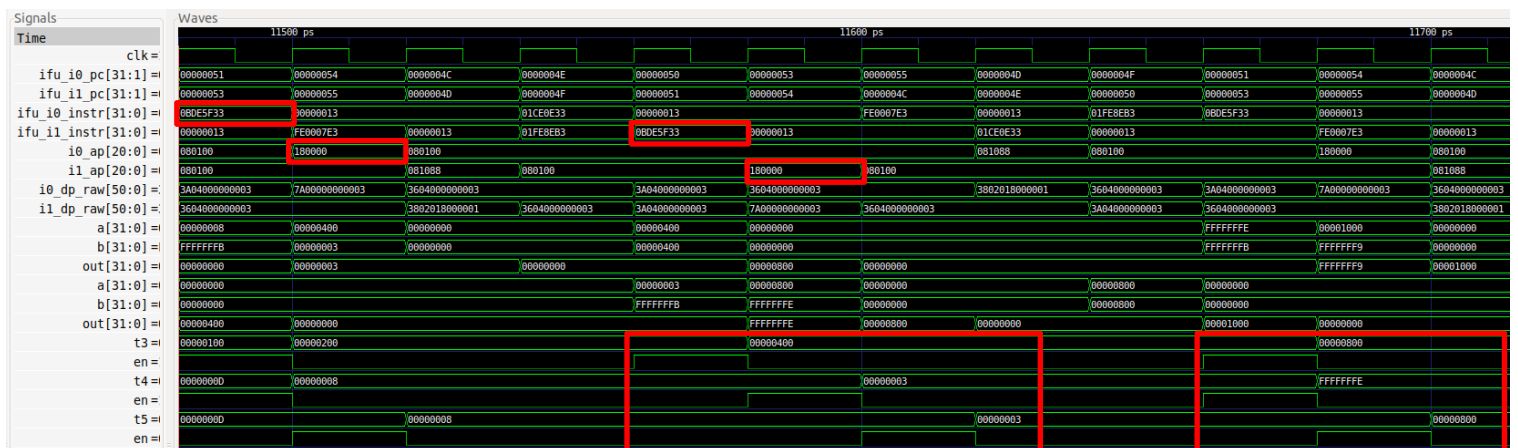 Signals Waves
Time 11500 ps 11600 ps 11700 ps
clk=
ifu_i0_pc[31:1]= 00000051 00000054 0000004C 0000004E 00000050 00000053 00000055 0000004D 0000004F 00000051 00000054 0000004C
ifu_i1_pc[31:1]= 00000053 00000055 0000004D 0000004F 00000051 00000054 0000004C 0000004E 00000050 00000053 00000055 0000004D
ifu_i0_instr[31:0]= 0BDE5F33 00000013 01CE0E33 00000013 FE0007E3 00000013 01FE8EB3 0BDE5F33 00000013
ifu_i1_instr[31:0]= 00000013 FE0007E3 00000013 01FE8EB3 0BDE5F33 00000013 01CE0E33 00000013 FE0007E3 00000013
i0_ap[20:0]= 080100 180000 080100 081088 080100 180000 080100
i1_ap[20:0]= 080100 081088 080100 180000 080100 081088
i0_dp_raw[50:0]= 3A04000000003 7A00000000003 3604000000003 3A04000000003 3604000000003 3802018000001 3604000000003 3A04000000003 7A00000000003 3604000000003
i1_dp_raw[50:0]= 3604000000003 3802018000001 3604000000003 3A04000000003 7A00000000003 3604000000003 3A04000000003 3604000000003 3802018000001
a[31:0]= 00000008 00000400 00000000 00000400 00000000 FFFFFFFE 00001000 00000000
b[31:0]= FFFFFFFB 00000003 00000000 00000400 00000000 FFFFFFFB FFFFFFF9 00000000
out[31:0]= 00000000 00000003 00000000 00000800 00000000 FFFFFFF9 00001000
a[31:0]= 00000000 00000003 00000800 00000000 00000800 00000000
b[31:0]= 00000000 FFFFFFFB FFFFFFFE 00000000 00000800 00000000
out[31:0]= 00000400 00000000 FFFFFFFE 00000800 00000000 00001000 00000000
t3= 00000100 00000200 00000400 00000800
en=
t4= 0000000D 00000008 00000003 FFFFFFFE
en=
t5= 0000000D 00000008 00000003 00000800
en=